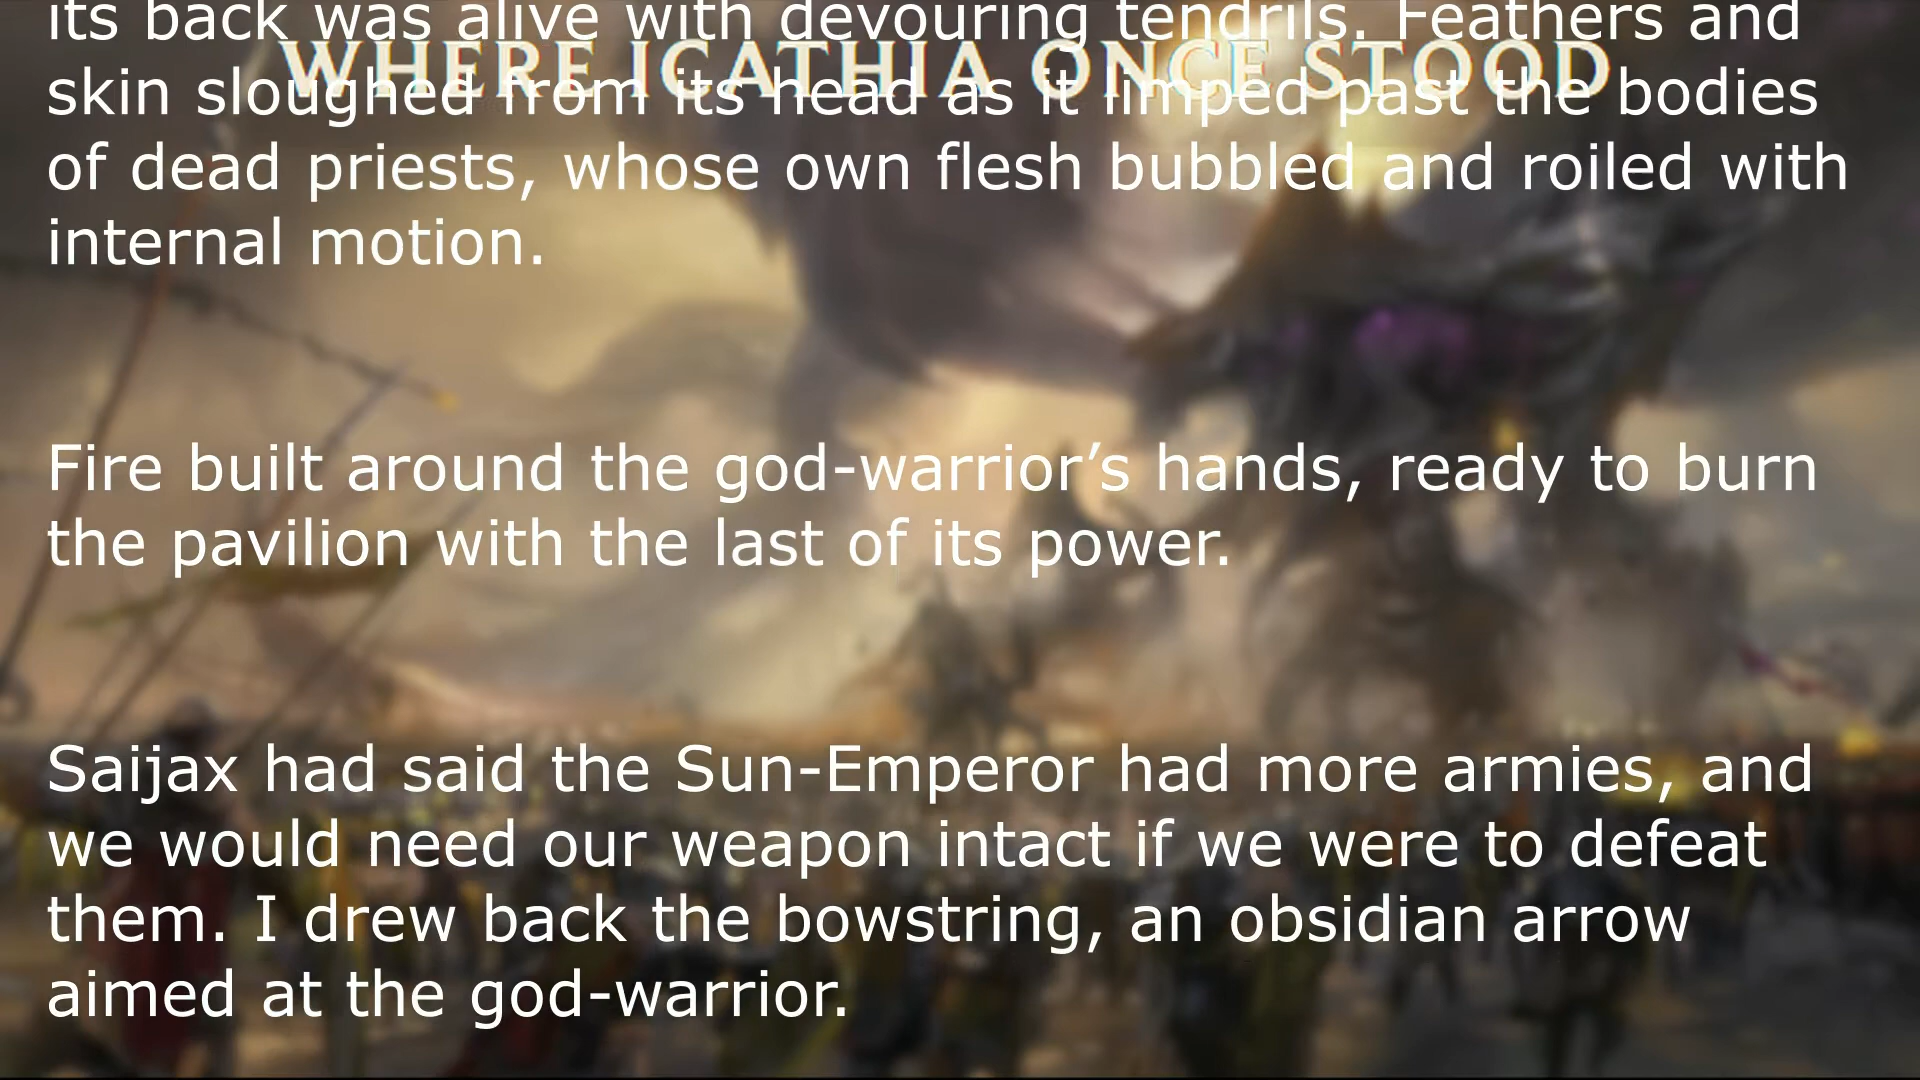 its back was alive with devouring tendrils. Feathers and
WHERE ICATHIA ONCE STOOD
skin sloughed from its head as it limped past the bodies
of dead priests, whose own flesh bubbled and roiled with
internal motion.
Fire built around the god-warrior’s hands, ready to burn
the pavilion with the last of its power.
Saijax had said the Sun-Emperor had more armies, and
we would need our weapon intact if we were to defeat
them. I drew back the bowstring, an obsidian arrow
aimed at the god-warrior.